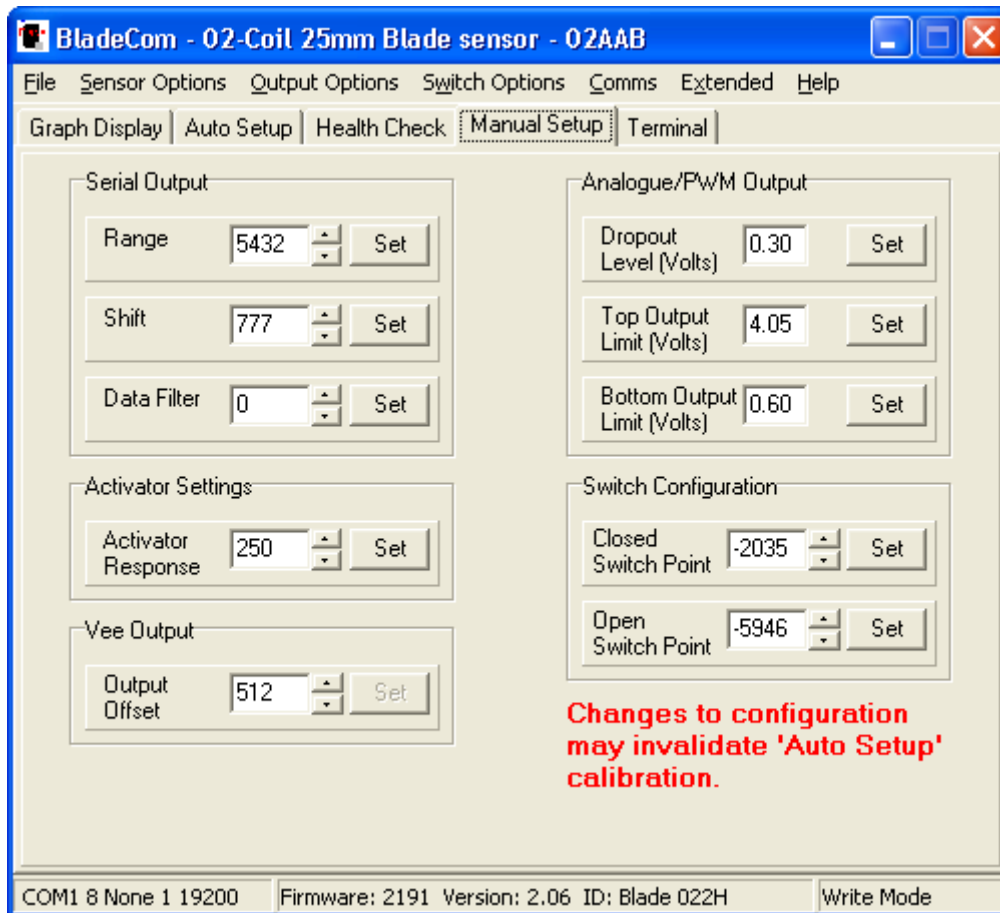 BladeCom - 02-Coil 25mm Blade sensor - 02AAB
File Sensor Options Output Options Switch Options Comms Extended Help
Graph Display Auto Setup Health Check Manual Setup Terminal
Serial Output
Range 5432 Set
Shift 777 Set
Data Filter 0 Set
Activator Settings
Activator
Response 250 Set
Vee Output
Output
Offset 512 Set
Analogue/PWM Output
Dropout
Level (Volts) 0.30 Set
Top Output
Limit (Volts) 4.05 Set
Bottom Output
Limit (Volts) 0.60 Set
Switch Configuration
Closed
Switch Point -2035 Set
Open
Switch Point -5946 Set
Changes to configuration
may invalidate 'Auto Setup'
calibration.
COM1 8 None 1 19200 Firmware: 2191 Version: 2.06 ID: Blade 022H Write Mode